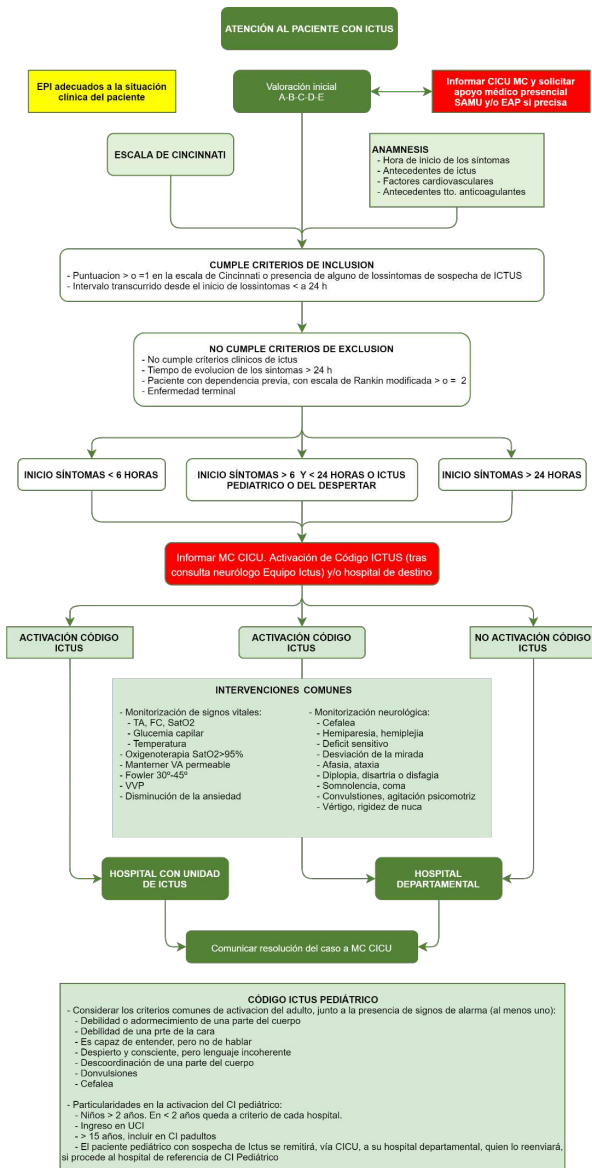 ATENCIÓN AL PACIENTE CON ICTUS
EPI adecuados a la situación
clínica del paciente
Valoración inicial
A-B-C-D-E
Informar CICU MC y solicitar
apoyo médico presencial
SAMU y/o EAP si precisa
ESCALA DE CINCINNATI
ANAMNESIS
- Hora de inicio de los síntomas
- Antecedentes de ictus
- Factores cardiovasculares
- Antecedentes tto. anticoagulantes
CUMPLE CRITERIOS DE INCLUSION
- Puntuacion > o =1 en la escala de Cincinnati o presencia de alguno de lossintomas de sospecha de ICTUS
- Intervalo transcurrido desde el inicio de lossintomas < a 24 h
NO CUMPLE CRITERIOS DE EXCLUSION
- No cumple criterios clinicos de ictus
- Tiempo de evolucion de los sintomas > 24 h
- Paciente con dependencia previa, con escala de Rankin modificada > o = 2
- Enfermedad terminal
INICIO SÍNTOMAS < 6 HORAS
INICIO SÍNTOMAS > 6 Y < 24 HORAS O ICTUS
PEDIATRICO O DEL DESPERTAR
INICIO SÍNTOMAS > 24 HORAS
Informar MC CICU. Activación de Código ICTUS (tras
consulta neurólogo Equipo Ictus) y/o hospital de destino
ACTIVACIÓN CÓDIGO
ICTUS
ACTIVACIÓN CÓDIGO
ICTUS
NO ACTIVACIÓN CÓDIGO
ICTUS
INTERVENCIONES COMUNES
- Monitorización de signos vitales:
- TA, FC, SatO2
- Glucemia capilar
- Temperatura
- Oxigenoterapia SatO2>95%
- Manterner VA permeable
- Fowler 30º-45º
- VVP
- Disminución de la ansiedad
- Monitorización neurológica:
- Cefalea
- Hemiparesia, hemiplejia
- Deficit sensitivo
- Desviación de la mirada
- Afasia, ataxia
- Diplopia, disartria o disfagia
- Somnolencia, coma
- Convulstiones, agitación psicomotriz
- Vértigo, rigidez de nuca
HOSPITAL CON UNIDAD
DE ICTUS
HOSPITAL
DEPARTAMENTAL
Comunicar resolución del caso a MC CICU
CÓDIGO ICTUS PEDIÁTRICO
- Considerar los criterios comunes de activacion del adulto, junto a la presencia de signos de alarma (al menos uno):
- Debilidad o adormecimiento de una parte del cuerpo
- Debilidad de una prte de la cara
- Es capaz de entender, pero no de hablar
- Despierto y consciente, pero lenguaje incoherente
- Descoordinación de una parte del cuerpo
- Donvulsiones
- Cefalea
- Particularidades en la activacion del CI pediátrico:
- Niños > 2 años. En < 2 años queda a criterio de cada hospital.
- Ingreso en UCI
- > 15 años, incluir en CI padultos
- El paciente pediátrico con sospecha de Ictus se remitirá, vía CICU, a su hospital departamental, quien lo reenviará,
si procede al hospital de referencia de CI Pediátrico